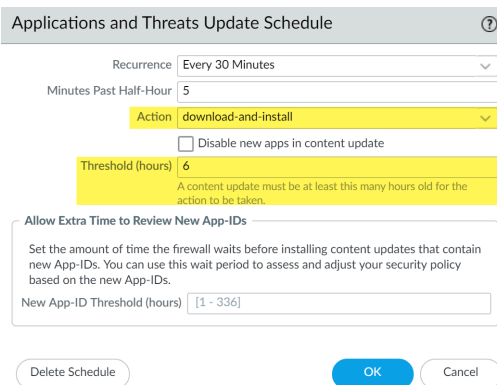 Applications and Threats Update Schedule ?
Recurrence Every 30 Minutes
Minutes Past Half-Hour 5
Action download-and-install
Disable new apps in content update
Threshold (hours) 6
A content update must be at least this many hours old for the
action to be taken.
Allow Extra Time to Review New App-IDs
Set the amount of time the firewall waits before installing content updates that contain
new App-IDs. You can use this wait period to assess and adjust your security policy
based on the new App-IDs.
New App-ID Threshold (hours) [1 - 336]
Delete Schedule OK Cancel